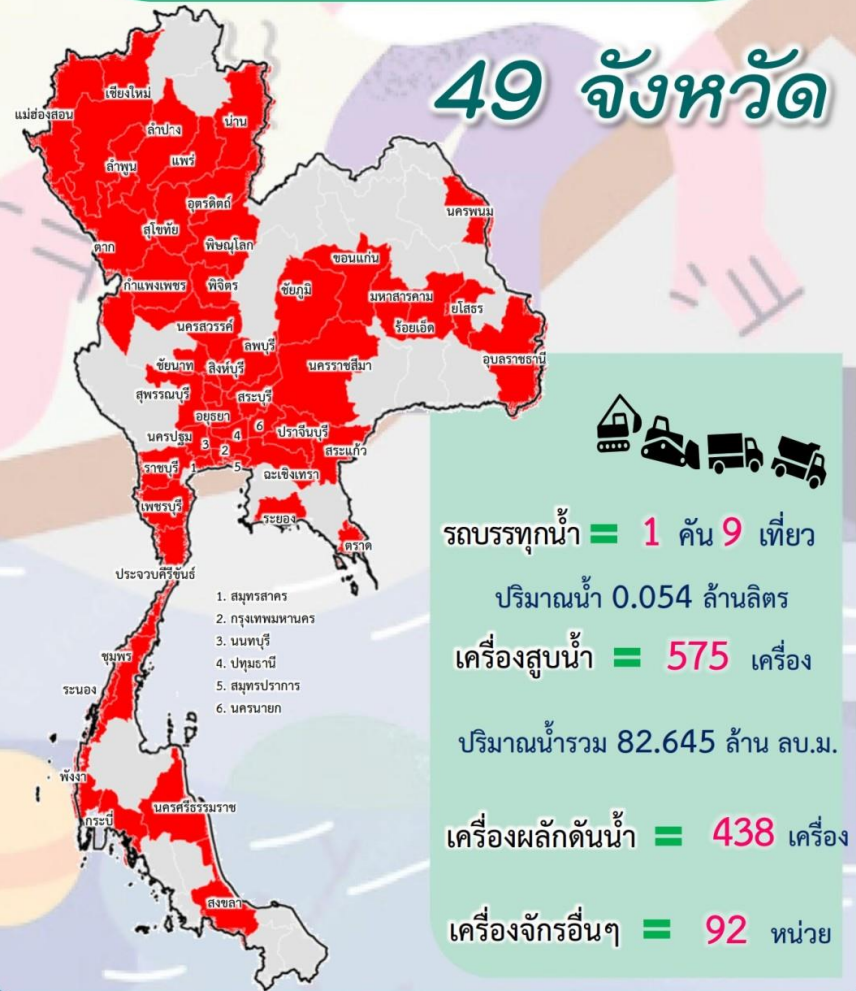 49 จังหวัด
เชียงใหม่
แม่ฮ่องสอน
ลำปาง
น่าน
ลำพูน
แพร่
อุตรดิตถ์
สุโขทัย
ตาก
พิษณุโลก
นครพนม
ขอนแก่น
กำแพงเพชร
พิจิตร
ชัยภูมิ
มหาสารคาม
ยโสธร
นครสวรรค์
ร้อยเอ็ด
ลพบุรี
ชัยนาท
สิงห์บุรี
นครราชสีมา
อุบลราชธานี
สุพรรณบุรี
สระบุรี
อยุธยา
6
นครปฐม
3
4
2
ปราจีนบุรี
สระแก้ว
ราชบุรี
1
5
ฉะเชิงเทรา
เพชรบุรี
ระยอง
ตราด
ประจวบคีรีขันธ์
1. สมุทรสาคร
2. กรุงเทพมหานคร
3. นนทบุรี
4. ปทุมธานี
5. สมุทรปราการ
6. นครนายก
ชุมพร
ระนอง
พังงา
นครศรีธรรมราช
กระบี่
สงขลา
รถบรรทุกน้ำ = 1 คัน 9 เที่ยว
ปริมาณน้ำ 0.054 ล้านลิตร
เครื่องสูบน้ำ = 575 เครื่อง
ปริมาณน้ำรวม 82.645 ล้าน ลบ.ม.
เครื่องผลักดันน้ำ = 438 เครื่อง
เครื่องจักรอื่นๆ = 92 หน่วย